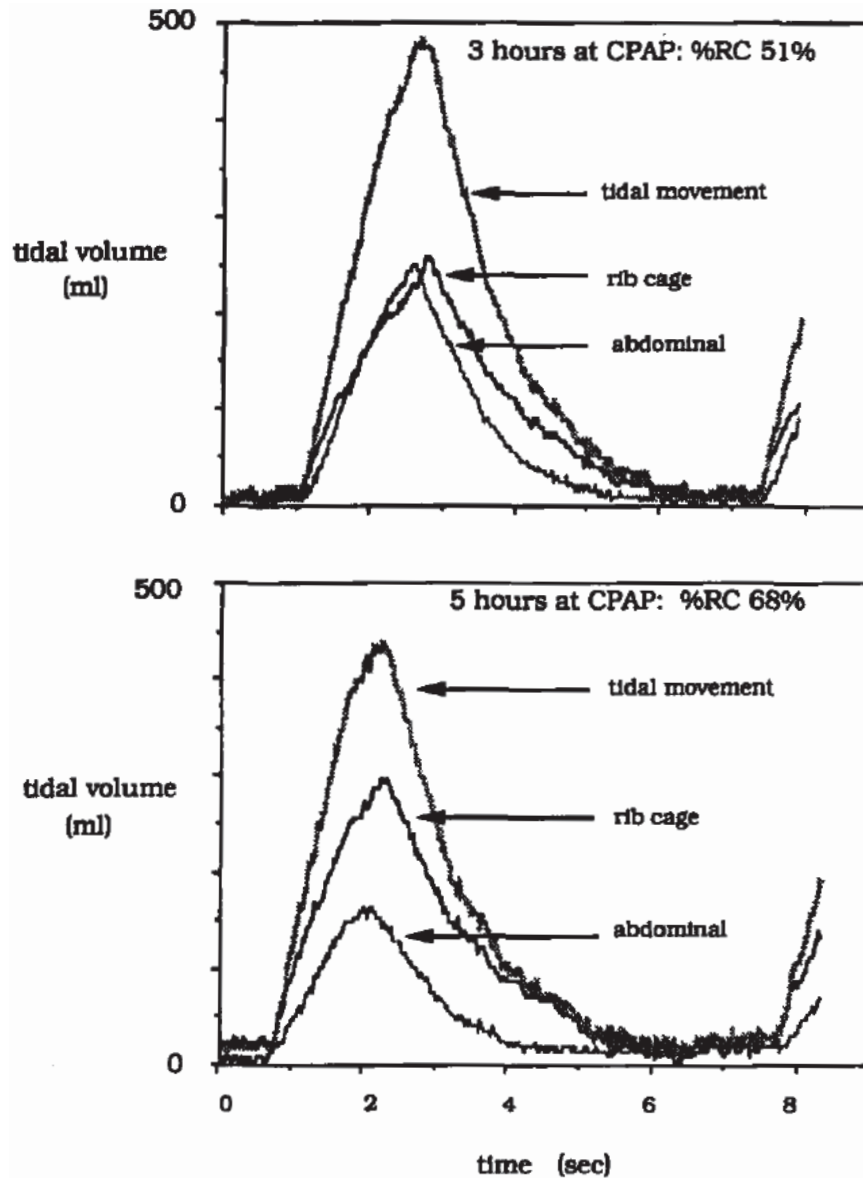 500
3 hours at CPAP: %RC 51%
tidal movement
tidal volume
(ml)
rib cage
abdominal
0
500
5 hours at CPAP: %RC 68%
tidal movement
tidal volume
(ml)
rib cage
abdominal
0
0 2 4 6 8
time (sec)